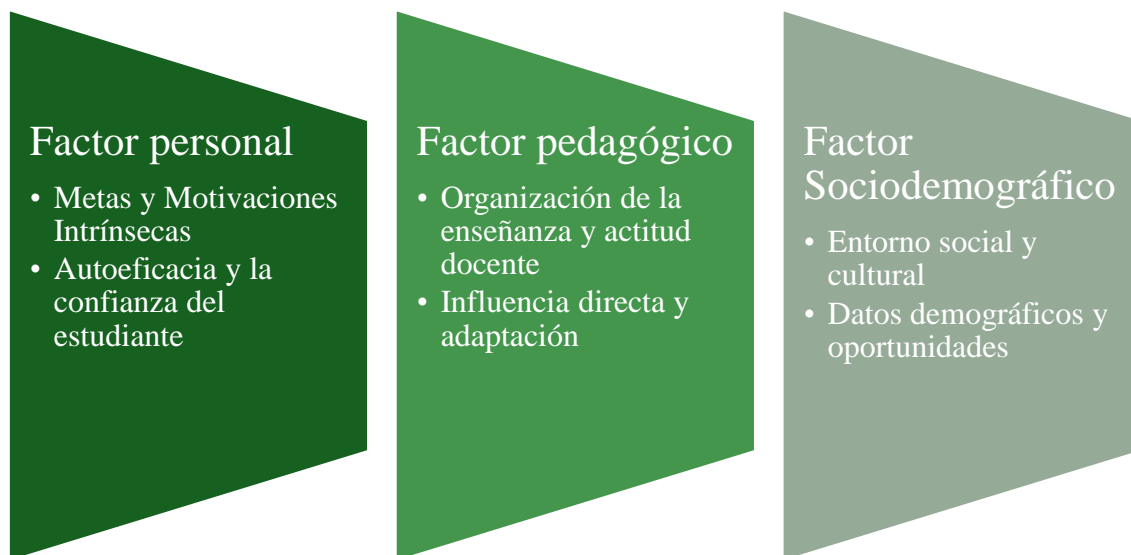 Factor personal
• Metas y Motivaciones
Intrínsecas
• Autoeficacia y la
confianza del
estudiante
Factor pedagógico
• Organización de la
enseñanza y actitud
docente
• Influencia directa y
adaptación
Factor
Sociodemográfico
• Entorno social y
cultural
• Datos demográficos y
oportunidades